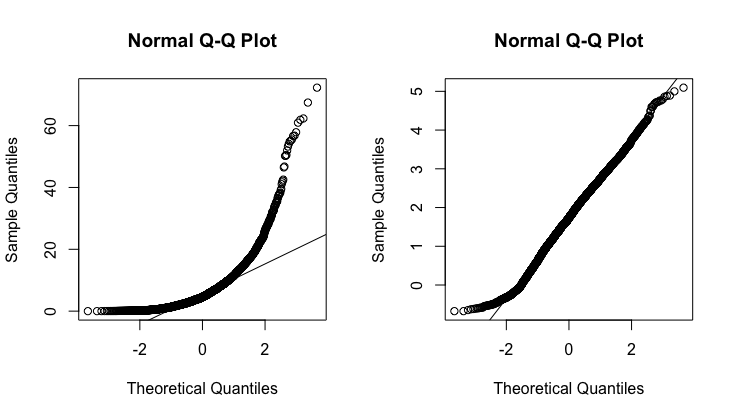 Normal Q-Q Plot
Sample Quantiles
60
40
20
0
-2 0 2
Theoretical Quantiles
Normal Q-Q Plot
Sample Quantiles
5
4
3
2
1
0
-2 0 2
Theoretical Quantiles